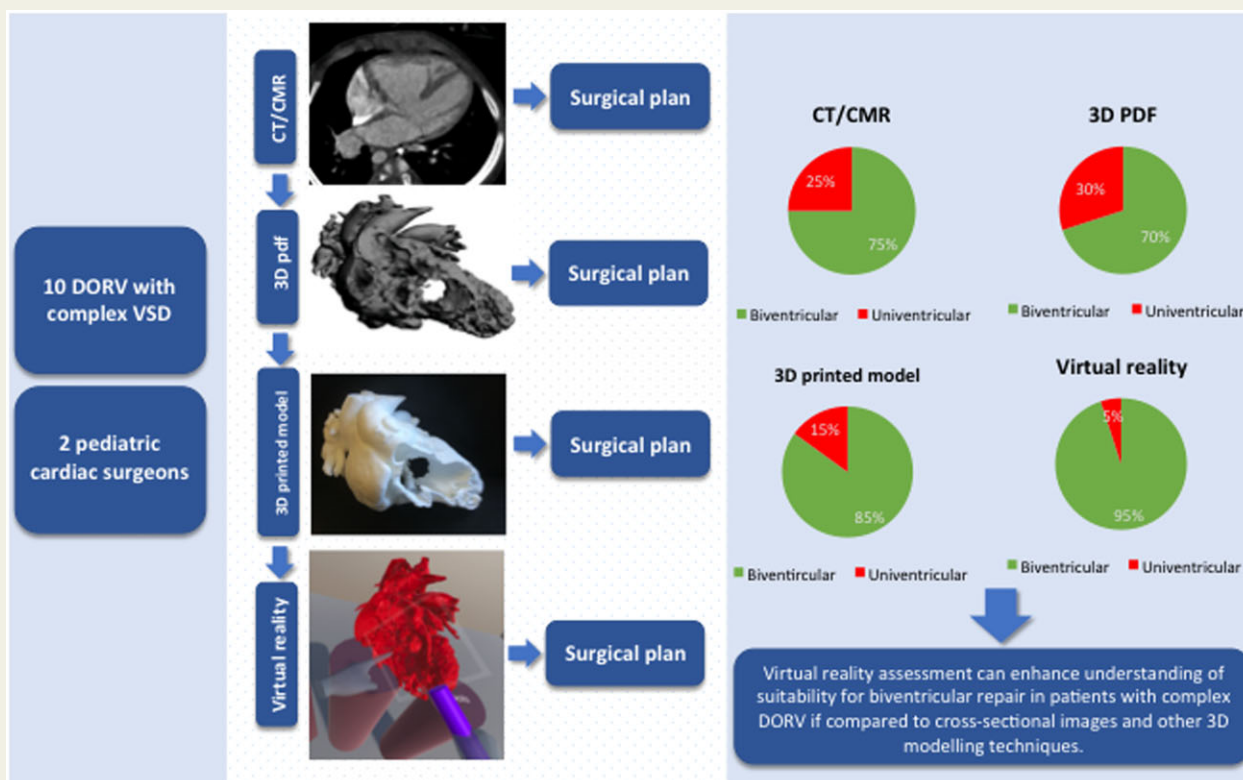 10 DORV with
complex VSD
2 pediatric
cardiac surgeons
CT/CMR
Surgical plan
3D pdf
Surgical plan
3D printed model
Surgical plan
Virtual reality
Surgical plan
CT/CMR
25%
75%
Biventricular Univentricular
3D PDF
30%
70%
Biventricular Univentricular
3D printed model
15%
85%
Biventircular Univentricular
Virtual reality
5%
95%
Biventricular Univentricular
Virtual reality assessment can enhance understanding of
suitability for biventricular repair in patients with complex
DORV if compared to cross-sectional images and other 3D
modelling techniques.